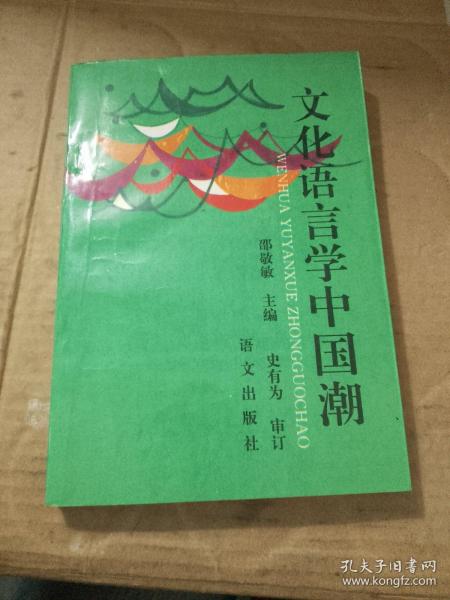 文化语言学中国潮
WENHUA YUYANXUE ZHONGGUOCHAO
邵敬敏 主编
史有为 审订
语文出版社
孔夫子旧书网
www.kongfz.com